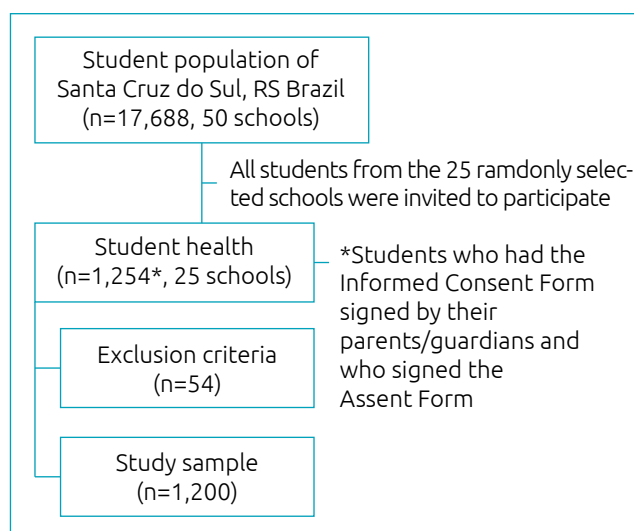 Student population of
Santa Cruz do Sul, RS Brazil
(n=17,688, 50 schools)
All students from the 25 ramdonly selec-
ted schools were invited to participate
Student health
(n=1,254*, 25 schools)
*Students who had the
Informed Consent Form
signed by their
parents/guardians and
who signed the
Assent Form
Exclusion criteria
(n=54)
Study sample
(n=1,200)